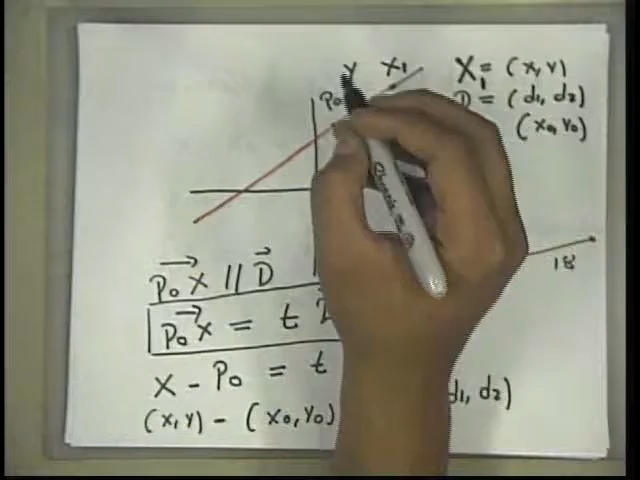 Y X1 X1 = (x, y)
P0 D = (d1, d2)
(x0, y0)
P0X || D
18
P0X = t
X - P0 = t d1, d2)
(x, y) - (x0, y0)